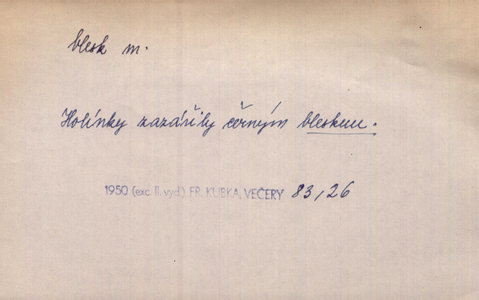 blesk m.
Holínky zazářily černým bleskem.
1950 (exc. II. vyd.) FR. KUBKA, VEČERY 83/26